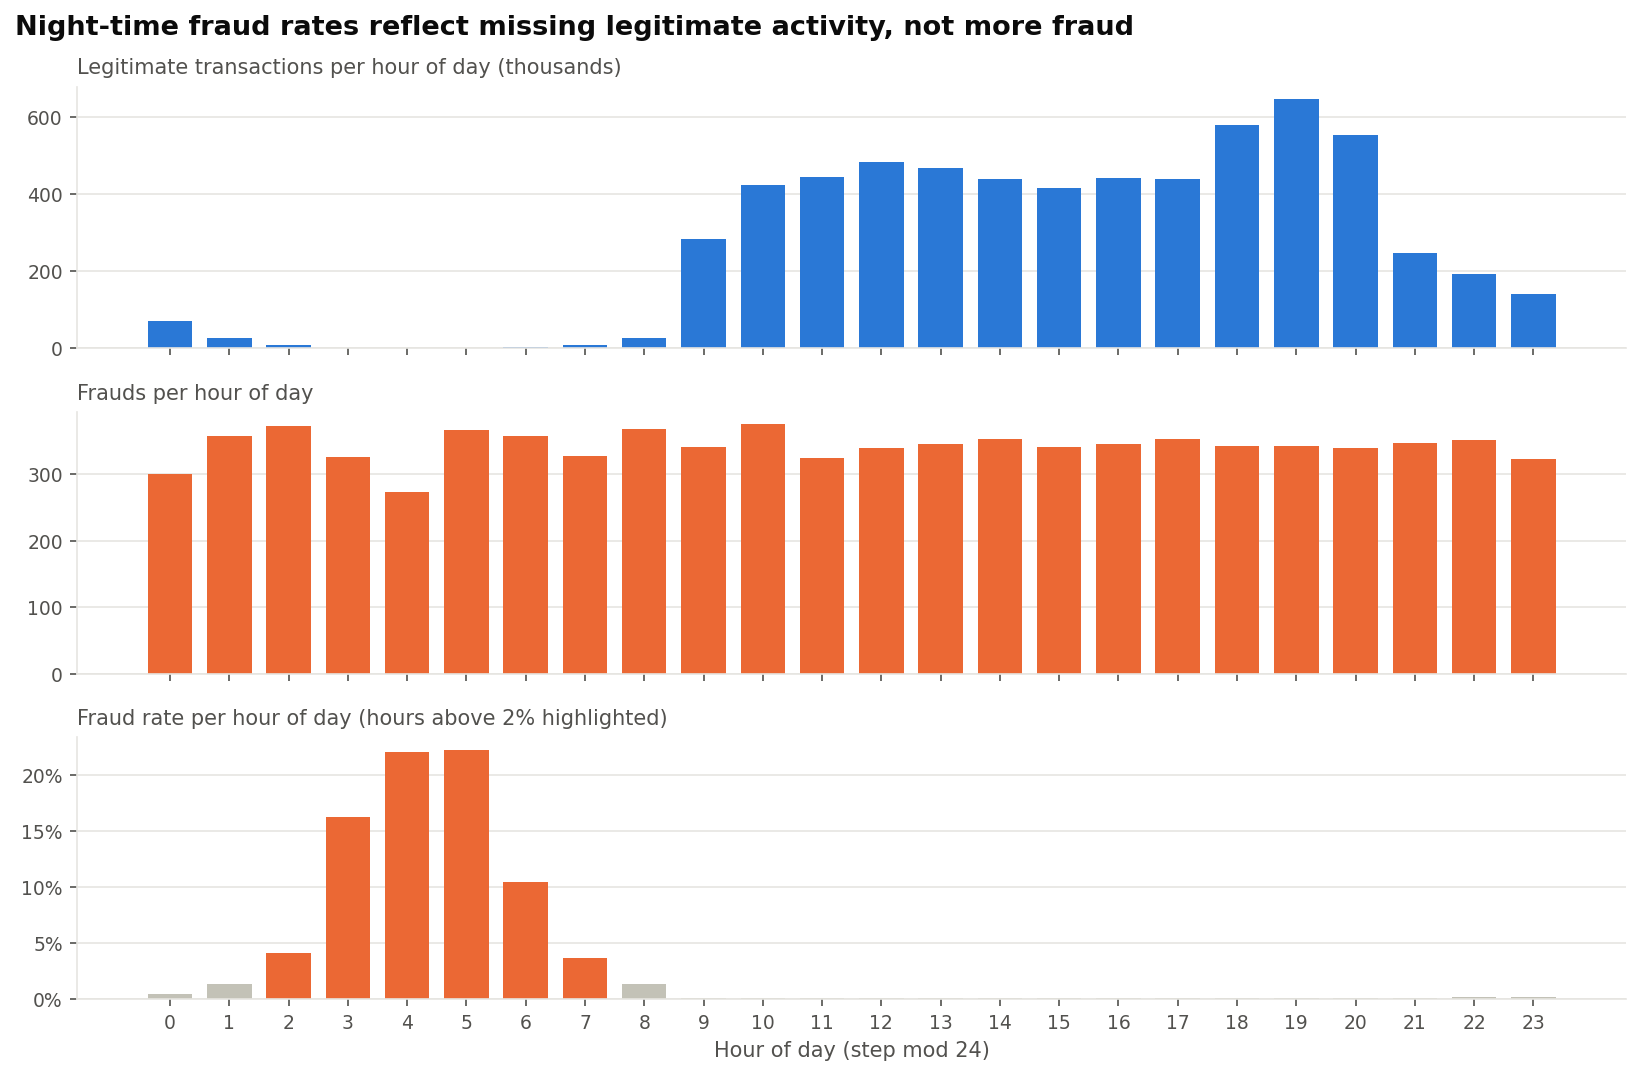 Night-time fraud rates reflect missing legitimate activity, not more fraud
Legitimate transactions per hour of day (thousands)
600
400
200
0
Frauds per hour of day
300
200
100
0
Fraud rate per hour of day (hours above 2% highlighted)
20%
15%
10%
5%
0%
0 1 2 3 4 5 6 7 8 9 10 11 12 13 14 15 16 17 18 19 20 21 22 23
Hour of day (step mod 24)